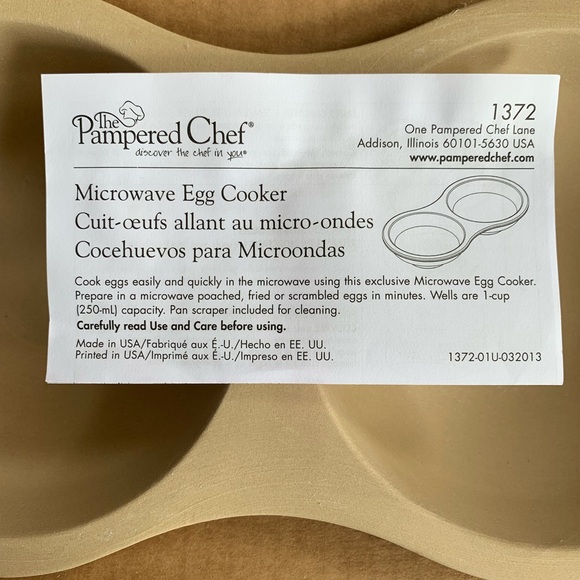 The
Pampered Chef®
discover the chef in you®
1372
One Pampered Chef Lane
Addison, Illinois 60101-5630 USA
www.pamperedchef.com
Microwave Egg Cooker
Cuit-œufs allant au micro-ondes
Cocehuevos para Microondas
Cook eggs easily and quickly in the microwave using this exclusive Microwave Egg Cooker.
Prepare in a microwave poached, fried or scrambled eggs in minutes. Wells are 1-cup
(250-mL) capacity. Pan scraper included for cleaning.
Carefully read Use and Care before using.
Made in USA/Fabriqué aux É.-U./Hecho en EE. UU.
Printed in USA/Imprimé aux É.-U./Impreso en EE. UU.
1372-01U-032013